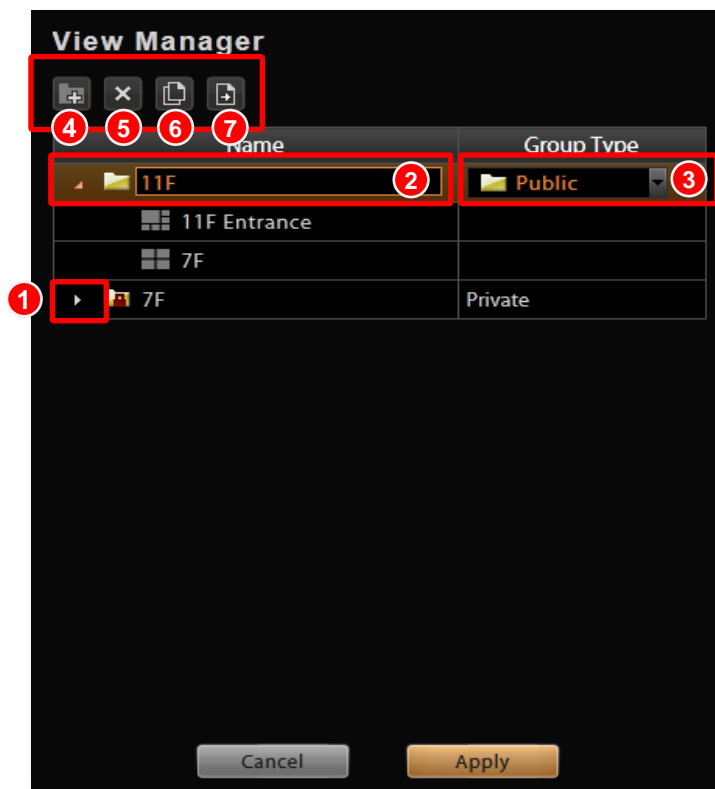 View Manager
4 5 6 7
Name Group Type
11F 2 Public 3
11F Entrance
7F
1 7F Private
Cancel Apply